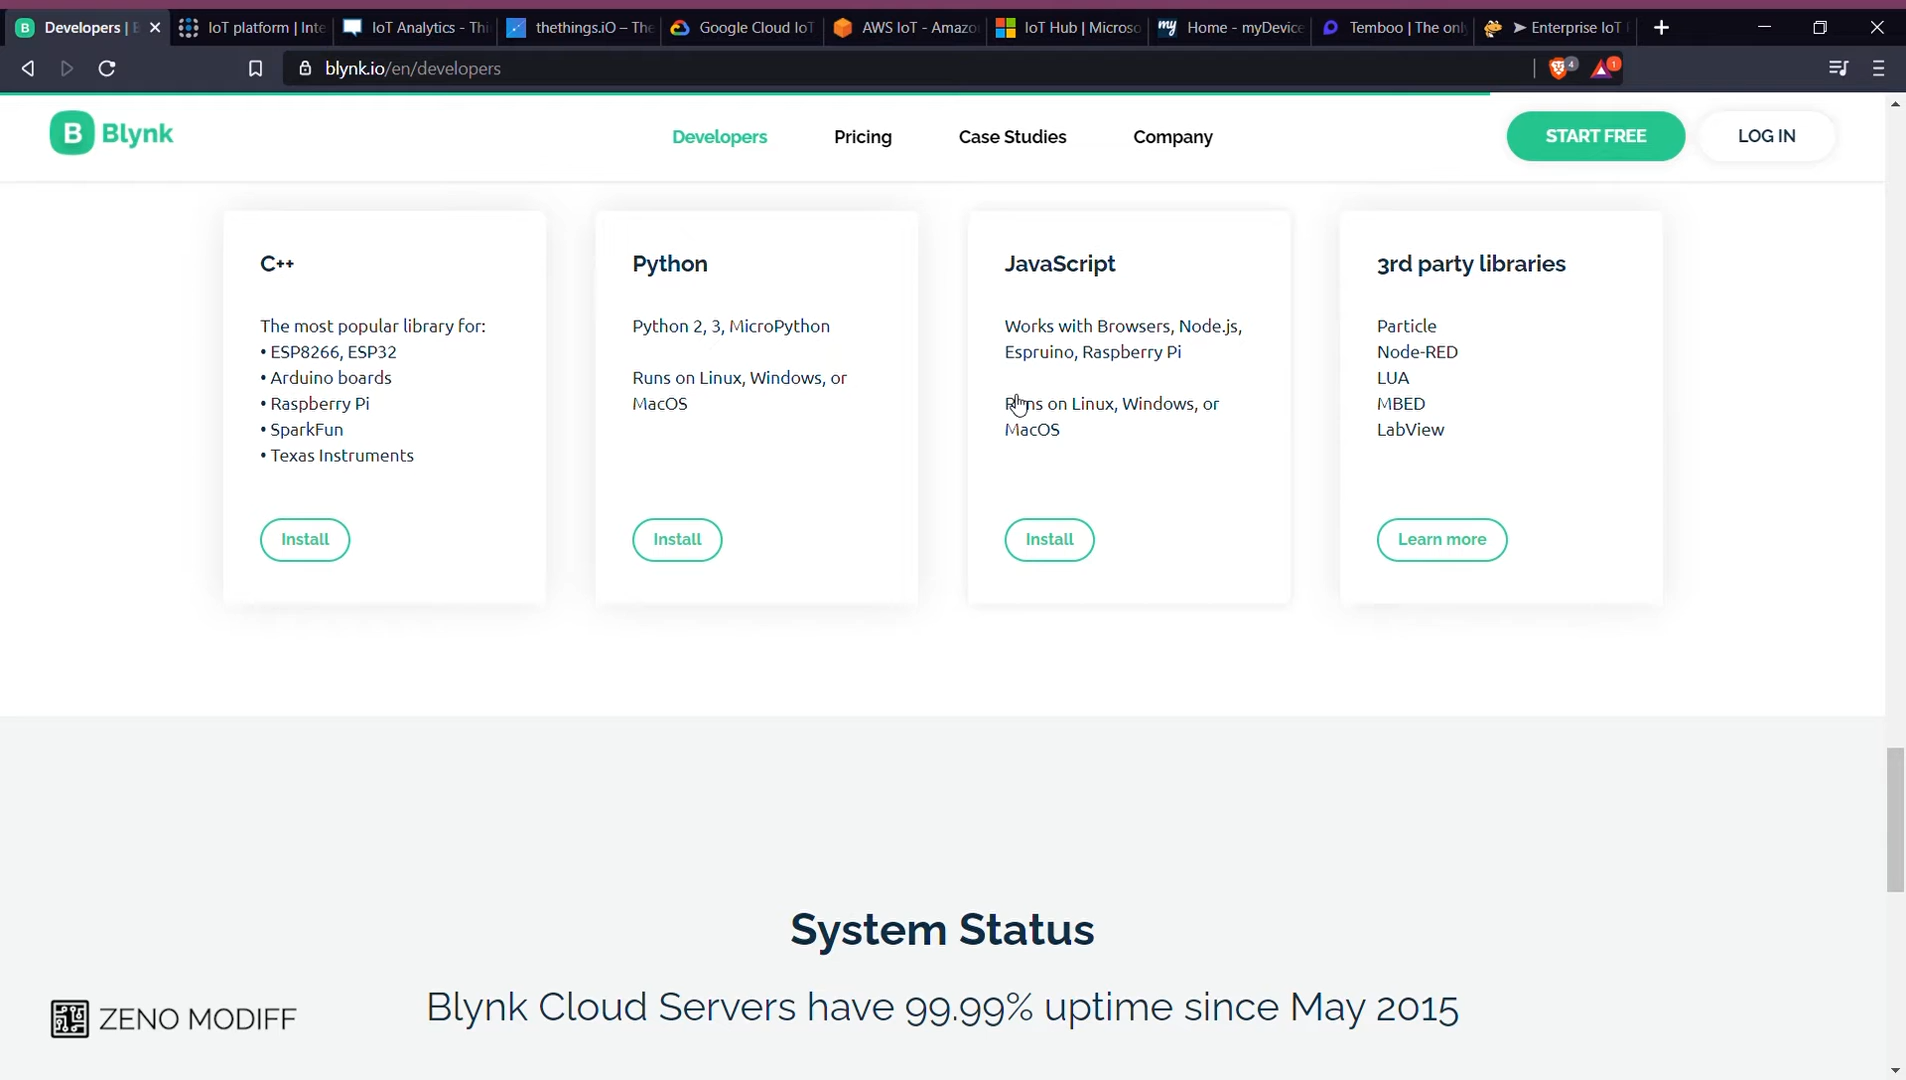 Developers | B
IoT platform | Inte
IoT Analytics - Thi
thethings.iO – The
Google Cloud IoT
AWS IoT - Amazo
IoT Hub | Microso
Home - myDevice
Temboo | The only
➤ Enterprise IoT
blynk.io/en/developers
4
1
B Blynk
Developers
Pricing
Case Studies
Company
START FREE
LOG IN
C++
The most popular library for:
• ESP8266, ESP32
• Arduino boards
• Raspberry Pi
• SparkFun
• Texas Instruments
Install
Python
Python 2, 3, MicroPython
Runs on Linux, Windows, or
MacOS
Install
JavaScript
Works with Browsers, Node.js,
Espruino, Raspberry Pi
Runs on Linux, Windows, or
MacOS
Install
3rd party libraries
Particle
Node-RED
LUA
MBED
LabView
Learn more
System Status
Blynk Cloud Servers have 99.99% uptime since May 2015
ZENO MODIFF